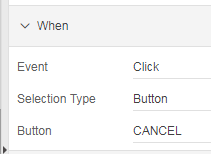 When
Event Click
Selection Type Button
Button CANCEL